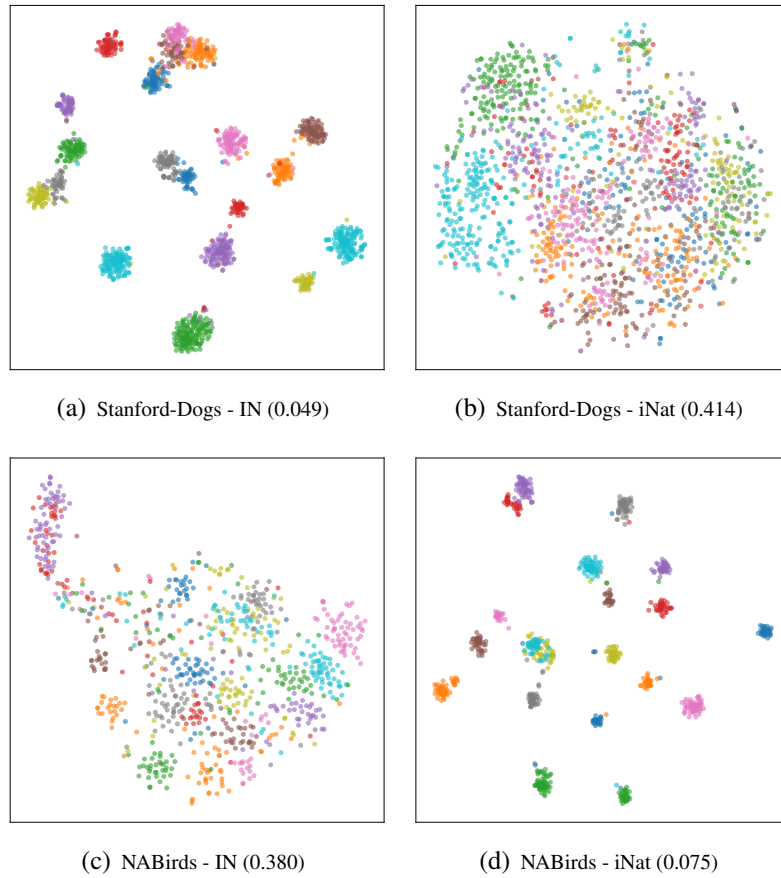 (a) Stanford-Dogs - IN (0.049)
(b) Stanford-Dogs - iNat (0.414)
(c) NABirds - IN (0.380)
(d) NABirds - iNat (0.075)